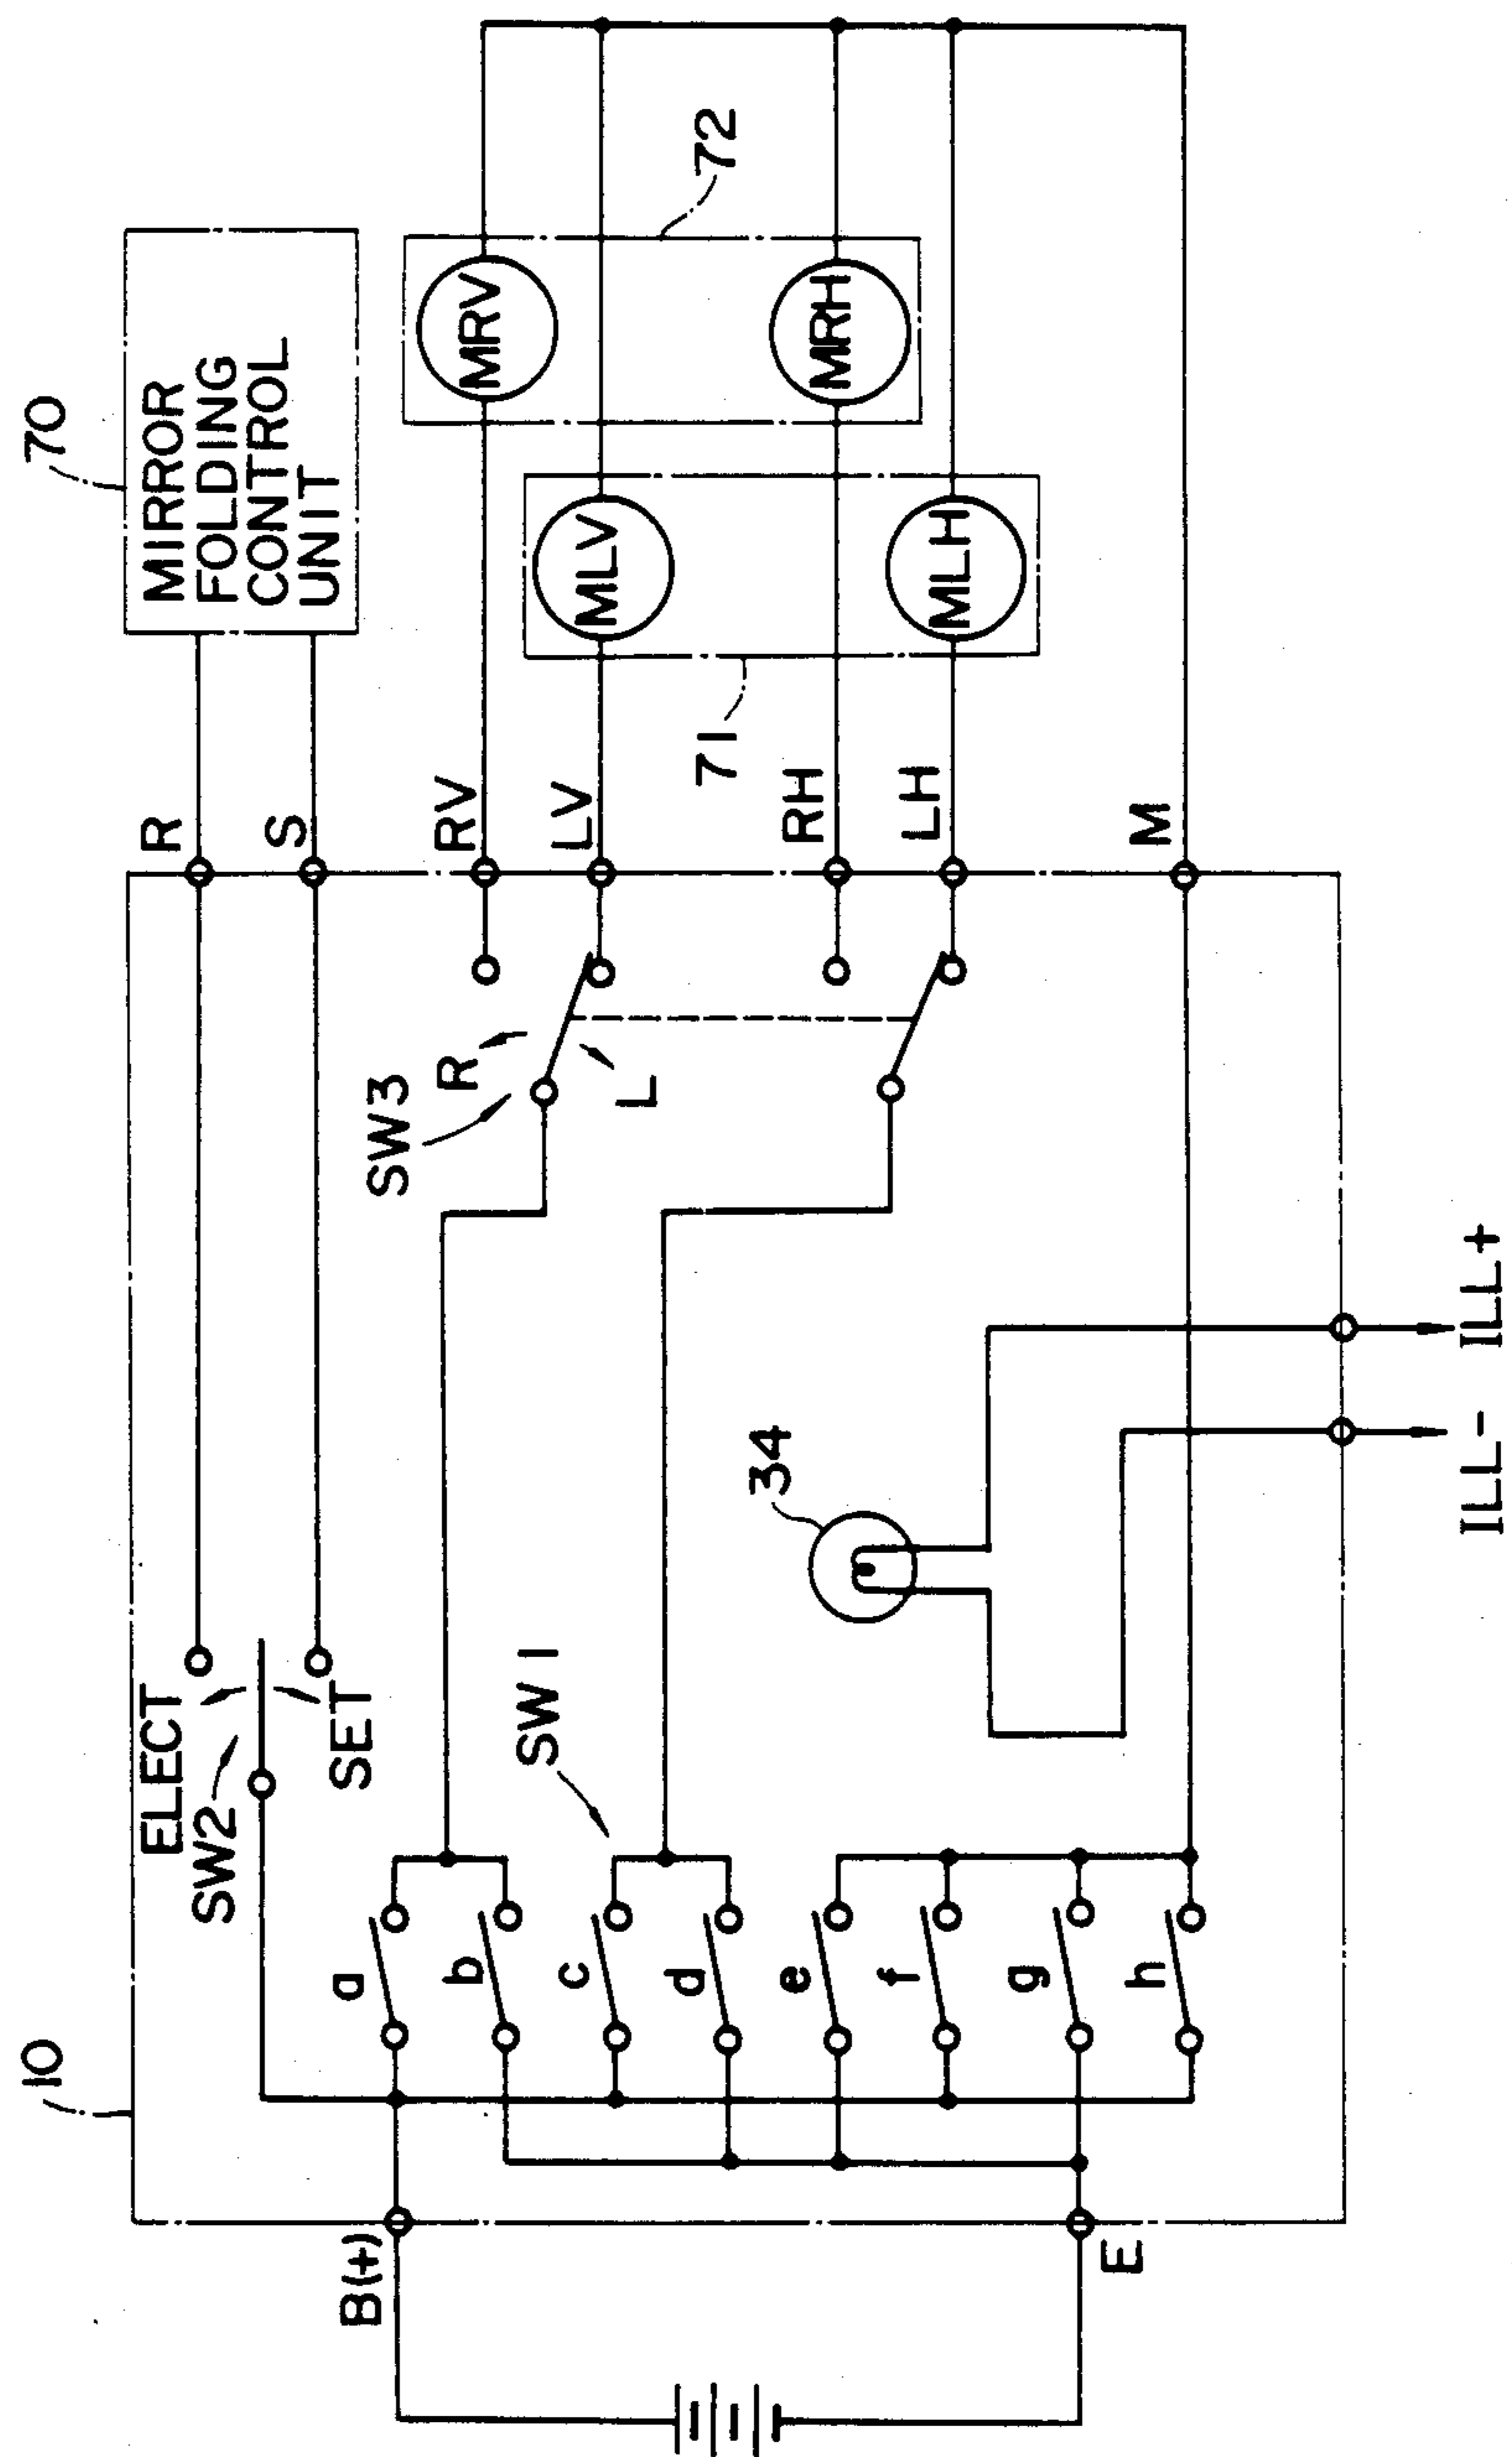 70
MIRROR
FOLDING
CONTROL
UNIT
72
MRV
MLV
MRH
MLH
71
R
S
RV
LV
RH
LH
M
SW3
R
L
ELECT
SW2
SET
SW1
34
ILL-
ILL+
10
a
b
c
d
e
f
g
h
B(+)
E